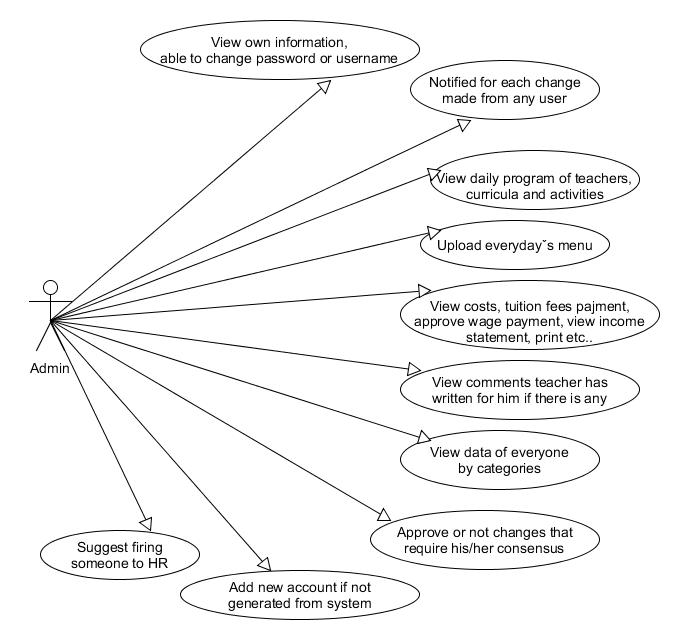 View own information,
able to change password or username
Notified for each change
made from any user
View daily program of teachers,
curricula and activities
Upload everydayˇs menu
View costs, tuition fees pajment,
approve wage payment, view income
statement, print etc..
Admin
View comments teacher has
written for him if there is any
View data of everyone
by categories
Approve or not changes that
require his/her consensus
Suggest firing
someone to HR
Add new account if not
generated from system